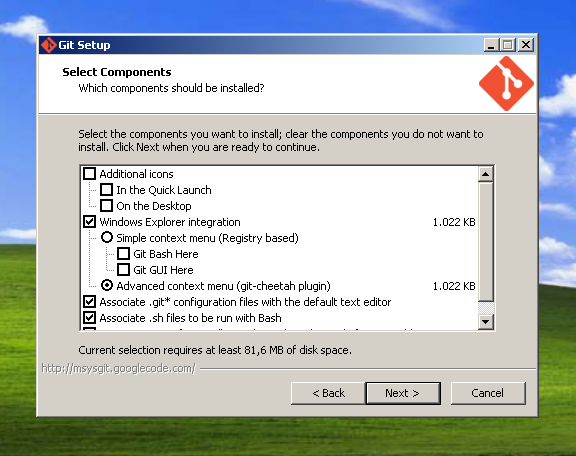 Git Setup
Select Components
Which components should be installed?
Select the components you want to install; clear the components you do not want to
install. Click Next when you are ready to continue.
Additional icons
In the Quick Launch
On the Desktop
Windows Explorer integration 1.022 KB
Simple context menu (Registry based)
Git Bash Here
Git GUI Here
Advanced context menu (git-cheetah plugin) 1.022 KB
Associate .git* configuration files with the default text editor
Associate .sh files to be run with Bash
Current selection requires at least 81,6 MB of disk space.
http://msysgit.googlecode.com/
< Back
Next >
Cancel